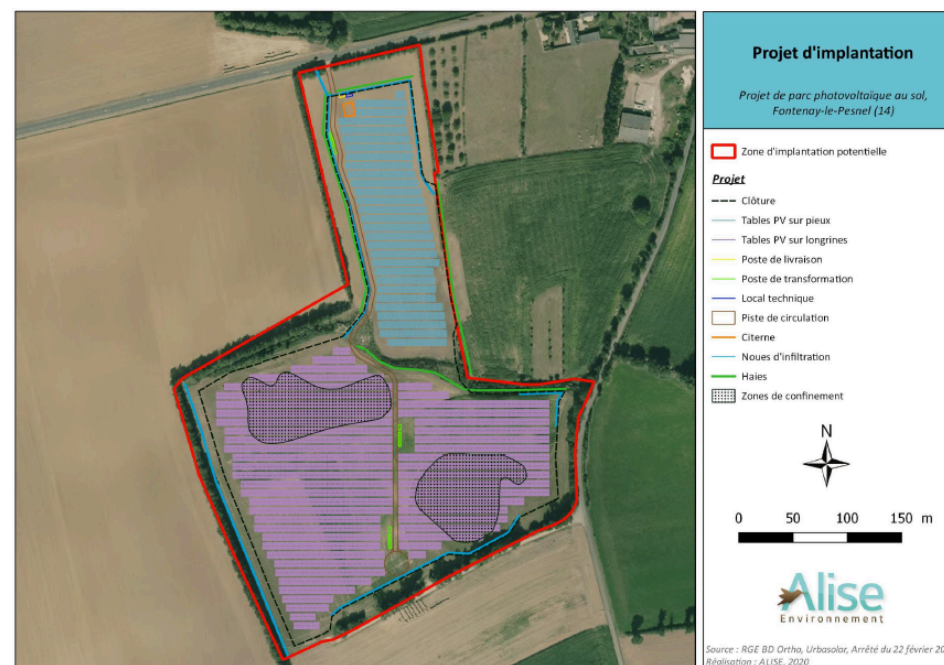 Projet d'implantation
Projet de parc photovoltaïque au sol,
Fontenay-le-Pesnel (14)
Zone d'implantation potentielle
Projet
Clôture
Tables PV sur pieux
Tables PV sur longrines
Poste de livraison
Poste de transformation
Local technique
Piste de circulation
Citerne
Noues d'infiltration
Haies
Zones de confinement
N
0 50 100 150 m
Alise
Environnement
Source : RGE BD Ortho, Urbasolar, Arrêté du 22 février 20
Réalisation : ALISE, 2020